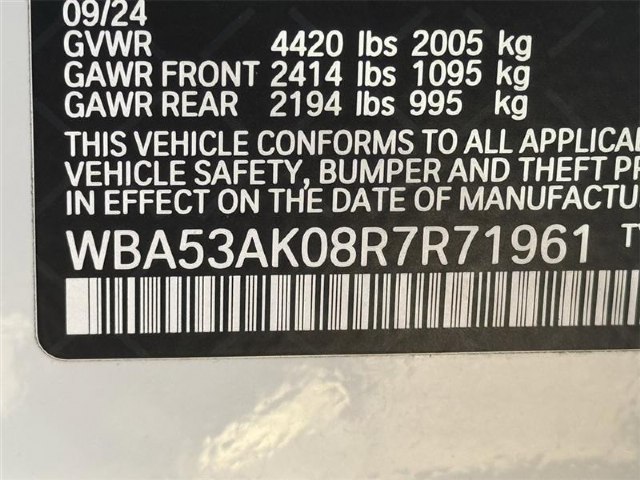 09/24
GVWR 4420 lbs 2005 kg
GAWR FRONT 2414 lbs 1095 kg
GAWR REAR 2194 lbs 995 kg
THIS VEHICLE CONFORMS TO ALL APPLICA
VEHICLE SAFETY, BUMPER AND THEFT PR
IN EFFECT ON THE DATE OF MANUFACTU
WBA53AK08R7R71961 TY